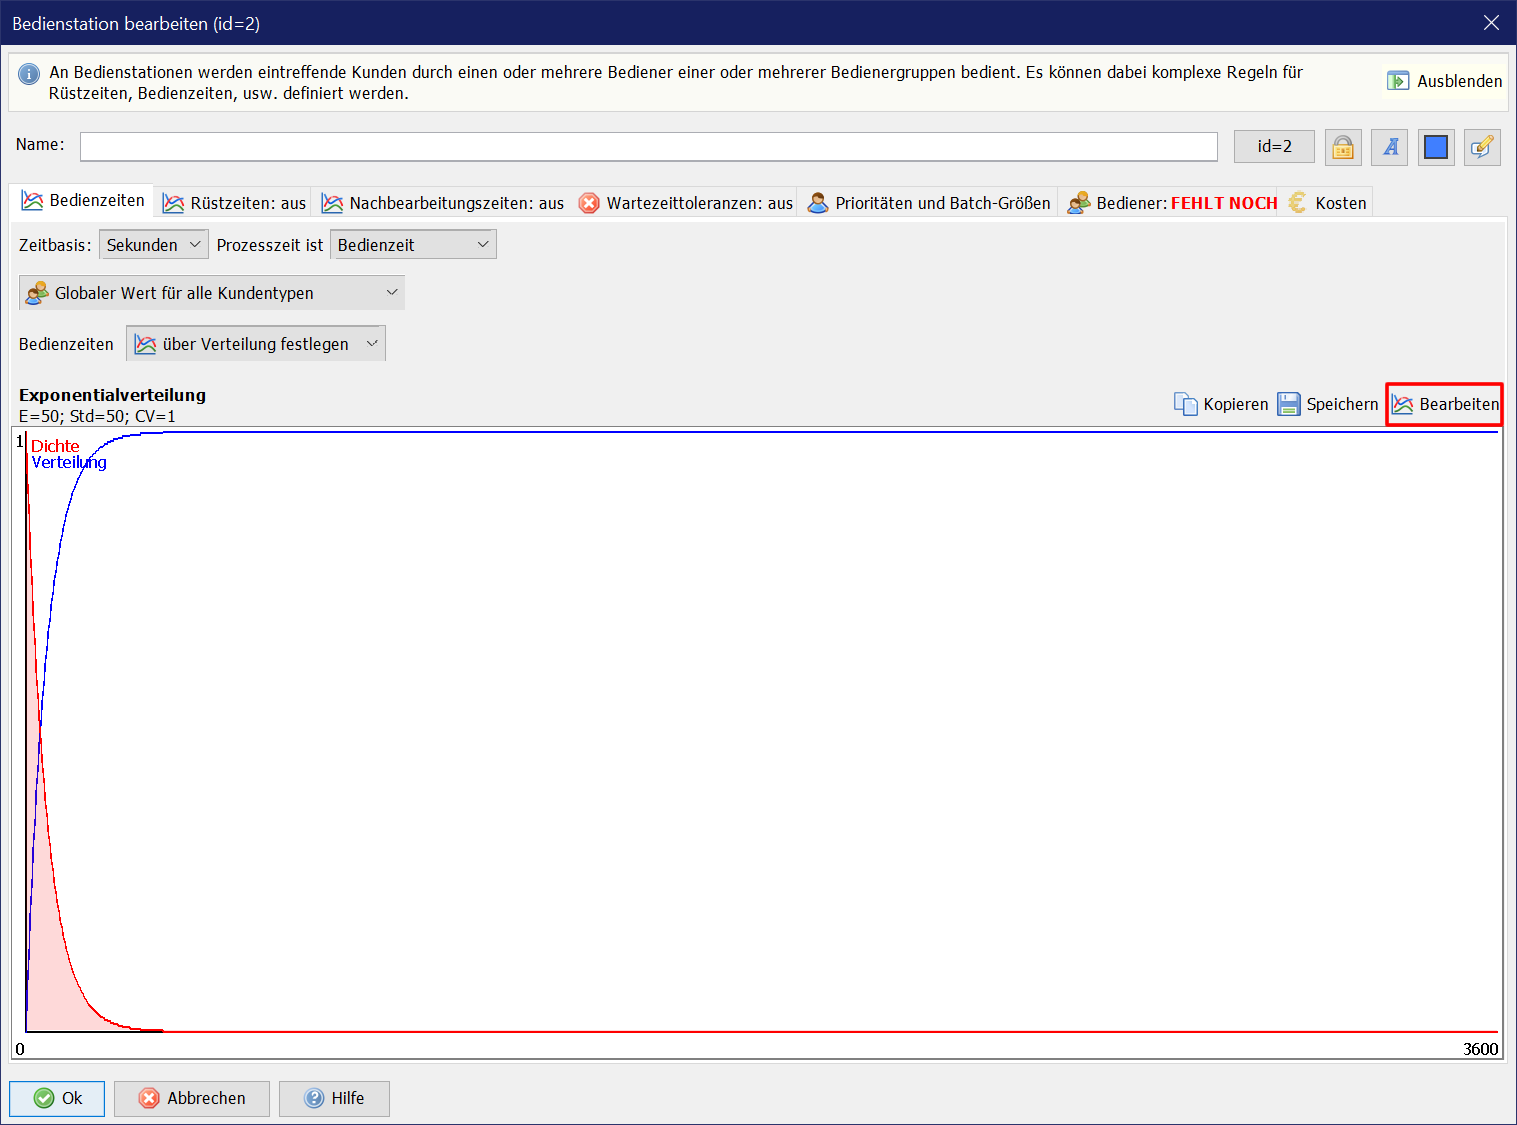 Bedienstation bearbeiten (id=2)
An Bedienstationen werden eintreffende Kunden durch einen oder mehrere Bediener einer oder mehrerer Bedienergruppen bedient. Es können dabei komplexe Regeln für
Rüstzeiten, Bedienzeiten, usw. definiert werden.
Ausblenden
Name:
id=2
A
Bedienzeiten
Rüstzeiten: aus
Nachbearbeitungszeiten: aus
Wartezeittoleranzen: aus
Prioritäten und Batch-Größen
Bediener: FEHLT NOCH
€ Kosten
Zeitbasis: Sekunden Prozesszeit ist Bedienzeit
Globaler Wert für alle Kundentypen
Bedienzeiten über Verteilung festlegen
Exponentialverteilung
E=50; Std=50; CV=1
Kopieren
Speichern
Bearbeiten
1
Dichte
Verteilung
0
3600
Ok
Abbrechen
Hilfe